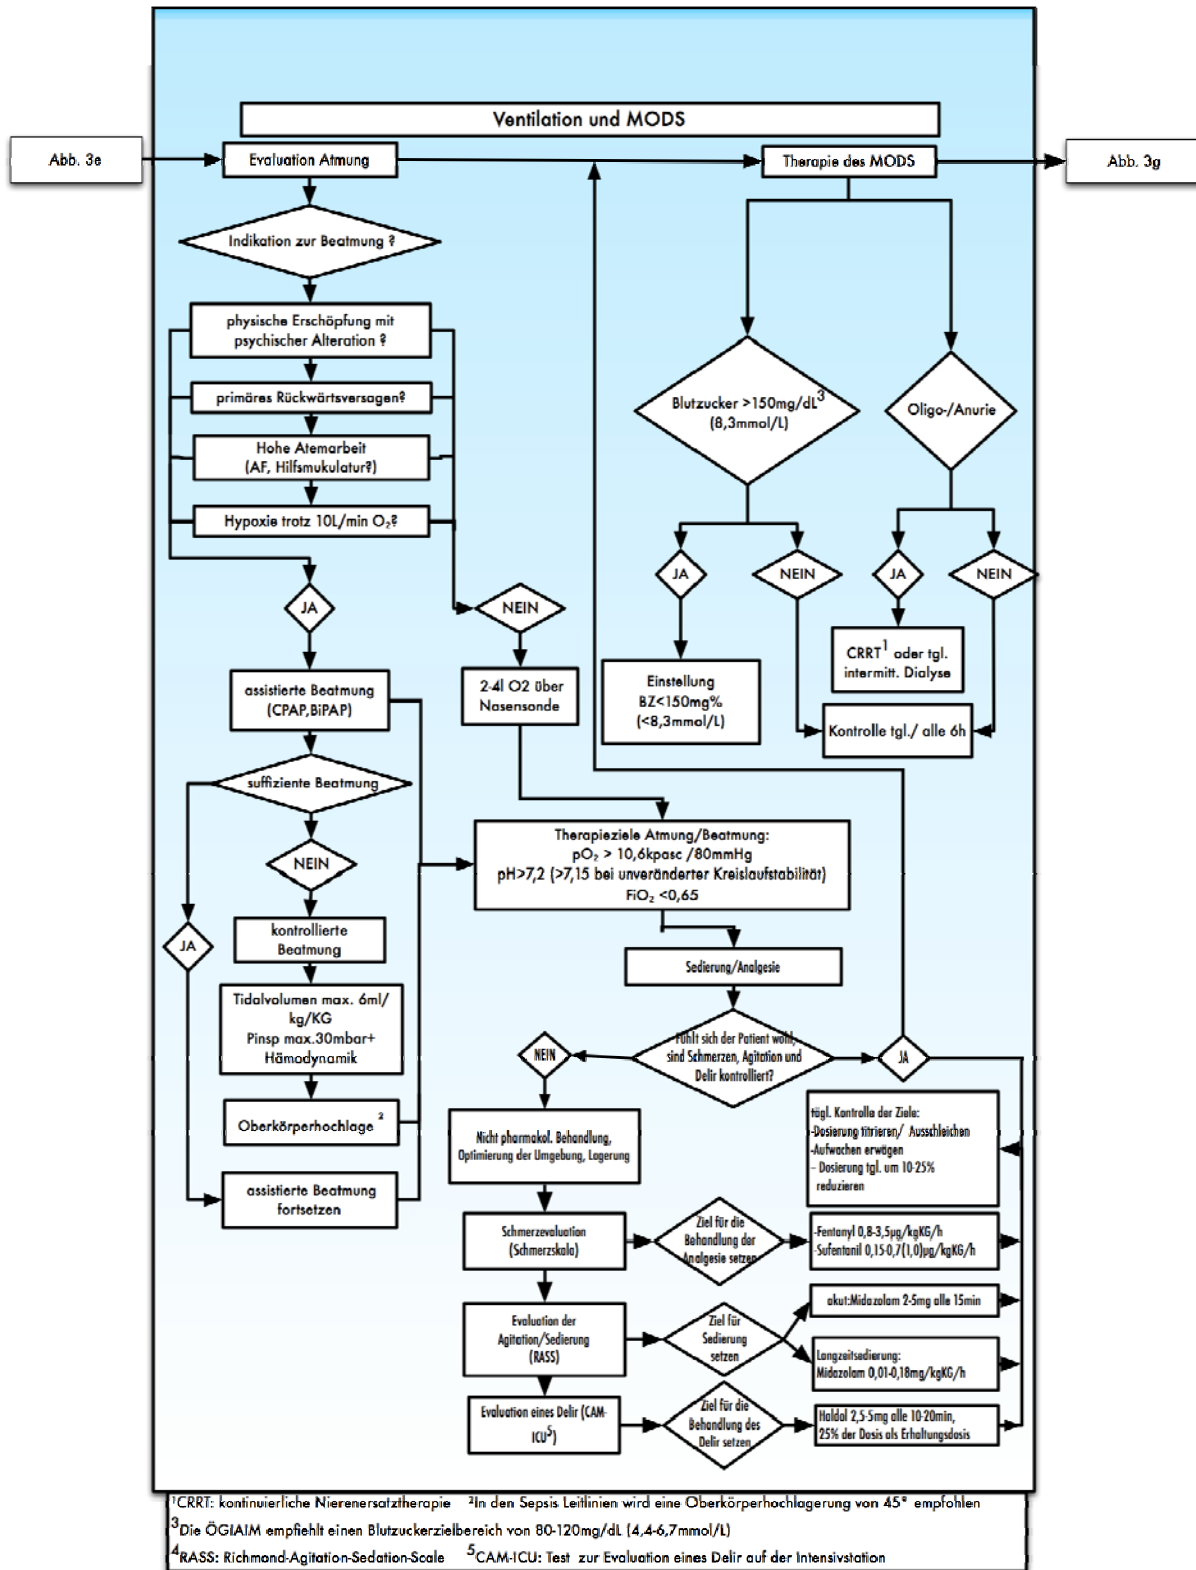 Ventilation und MODS
Abb. 3e
Evaluation Atmung
Therapie des MODS
Abb. 3g
Indikation zur Beatmung ?
physische Erschöpfung mit
psychischer Alteration ?
primäres Rückwärtsversagen?
Hohe Atemarbeit
(AF, Hilfsmukulatur?)
Hypoxie trotz 10L/min O₂?
JA
NEIN
assistierte Beatmung
(CPAP,BiPAP)
2-4l O2 über
Nasensonde
suffiziente Beatmung
NEIN
JA
kontrollierte
Beatmung
Tidalvolumen max. 6ml/
kg/KG
Pinsp max.30mbar+
Hämodynamik
Oberkörperhochlage ²
assistierte Beatmung
fortsetzen
Blutzucker >150mg/dL³
(8,3mmol/L)
Oligo-/Anurie
JA
NEIN
JA
NEIN
Einstellung
BZ<150mg%
(<8,3mmol/L)
CRRT¹ oder tgl.
intermitt. Dialyse
Kontrolle tgl./ alle 6h
Therapieziele Atmung/Beatmung:
pO₂ > 10,6kpasc /80mmHg
pH>7,2 (>7,15 bei unveränderter Kreislaufstabilität)
FiO₂ <0,65
Sedierung/Analgesie
Fühlt sich der Patient wohl,
sind Schmerzen, Agitation und
Delir kontrolliert?
NEIN
JA
Nicht pharmakol. Behandlung,
Optimierung der Umgebung, Lagerung
tägl. Kontrolle der Ziele:
-Dosierung titrieren/ Ausschleichen
-Aufwachen erwägen
– Dosierung tgl. um 10-25%
reduzieren
Schmerzevaluation
(Schmerzskala)
Ziel für die
Behandlung der
Analgesie setzen
-Fentanyl 0,8-3,5µg/kgKG/h
-Sufentanil 0,15-0,7(1,0)µg/kgKG/h
Evaluation der
Agitation/Sedierung
(RASS)
Ziel für
Sedierung
setzen
akut:Midazolam 2-5mg alle 15min
Langzeitsedierung:
Midazolam 0,01-0,18mg/kgKG/h
Evaluation eines Delir (CAM-
ICU⁵)
Ziel für die
Behandlung des
Delir setzen
Haldol 2,5-5mg alle 10-20min,
25% der Dosis als Erhaltungsdosis
¹CRRT: kontinuierliche Nierenersatztherapie ²In den Sepsis Leitlinien wird eine Oberkörperhochlagerung von 45° empfohlen
³Die ÖGIAIM empfiehlt einen Blutzuckerzielbereich von 80-120mg/dL (4,4-6,7mmol/L)
⁴RASS: Richmond-Agitation-Sedation-Scale ⁵CAM-ICU: Test zur Evaluation eines Delir auf der Intensivstation